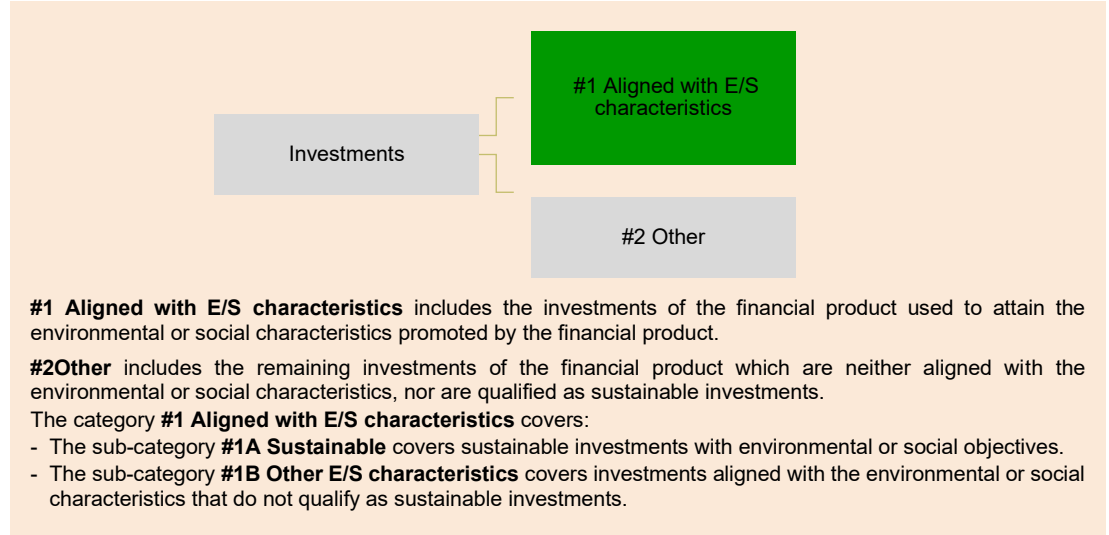 #1 Aligned with E/S
characteristics
Investments
#2 Other
#1 Aligned with E/S characteristics includes the investments of the financial product used to attain the
environmental or social characteristics promoted by the financial product.
#2Other includes the remaining investments of the financial product which are neither aligned with the
environmental or social characteristics, nor are qualified as sustainable investments.
The category #1 Aligned with E/S characteristics covers:
- The sub-category #1A Sustainable covers sustainable investments with environmental or social objectives.
- The sub-category #1B Other E/S characteristics covers investments aligned with the environmental or social
characteristics that do not qualify as sustainable investments.